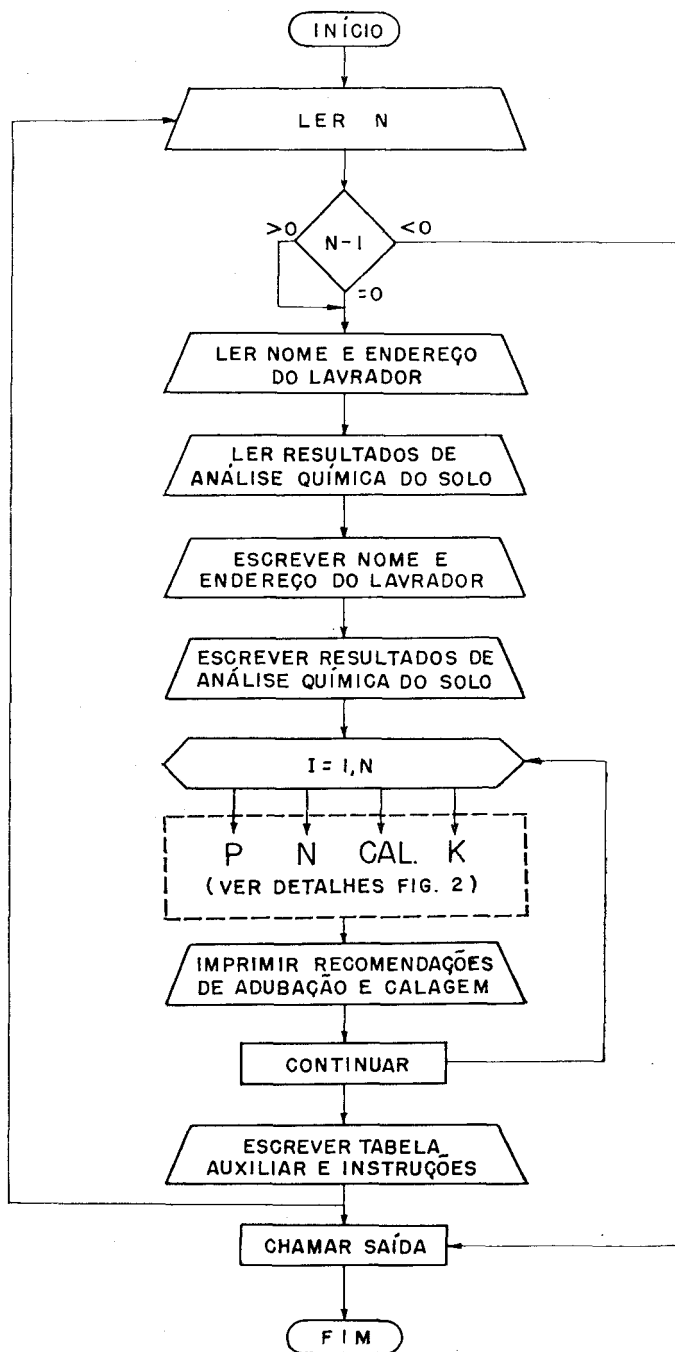 INÍCIO
LER N
>0
N-1
<0
=0
LER NOME E ENDEREÇO
DO LAVRADOR
LER RESULTADOS DE
ANÁLISE QUÍMICA DO SOLO
ESCREVER NOME E
ENDEREÇO DO LAVRADOR
ESCREVER RESULTADOS DE
ANÁLISE QUÍMICA DO SOLO
I = 1,N
P N CAL. K
(VER DETALHES FIG. 2)
IMPRIMIR RECOMENDAÇÕES
DE ADUBAÇÃO E CALAGEM
CONTINUAR
ESCREVER TABELA
AUXILIAR E INSTRUÇÕES
CHAMAR SAÍDA
FIM